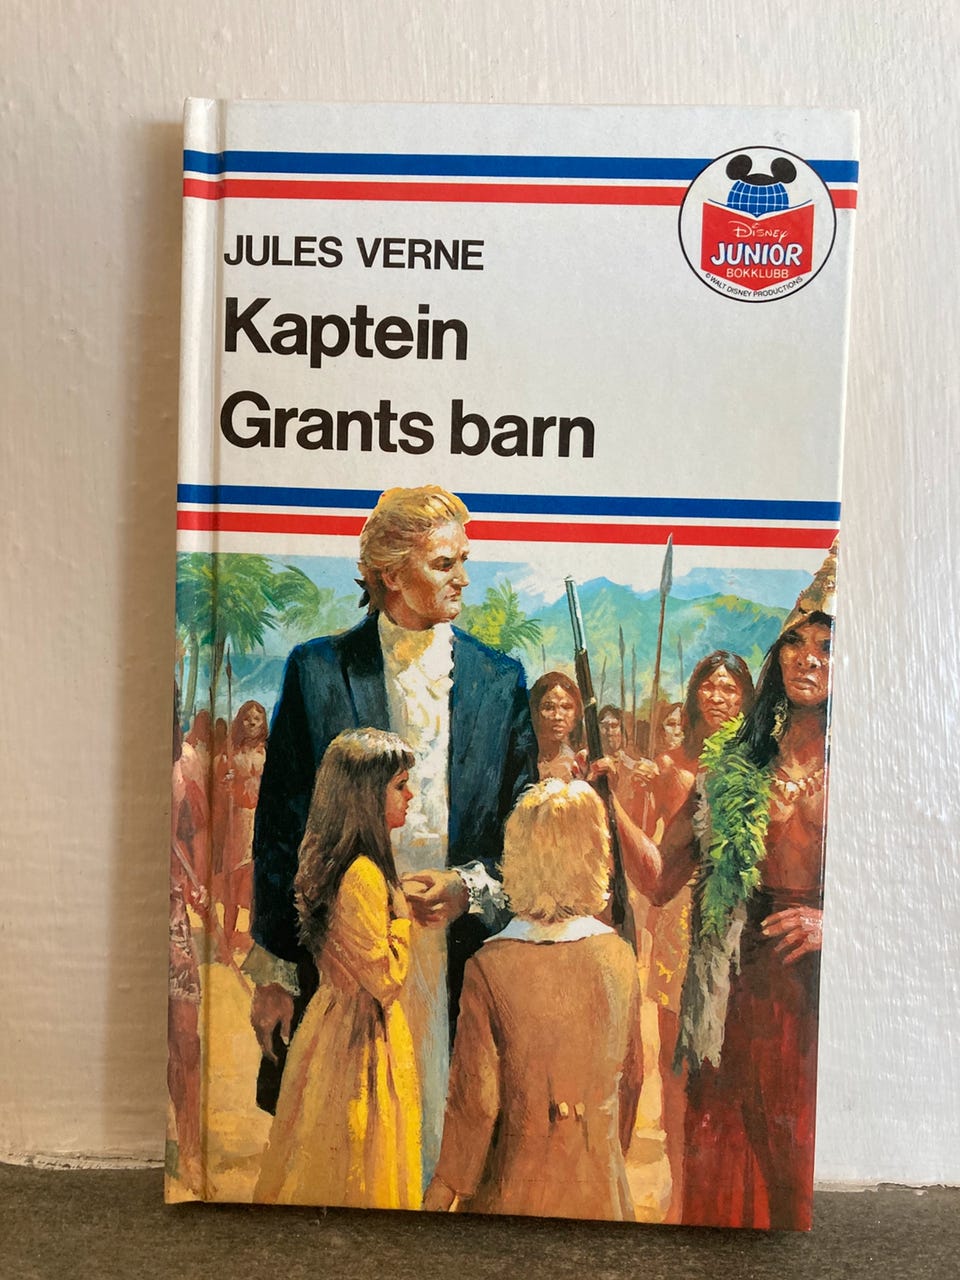 JULES VERNE
Kaptein
Grants barn
Disney
JUNIOR
BOKKLUBB
© WALT DISNEY PRODUCTIONS